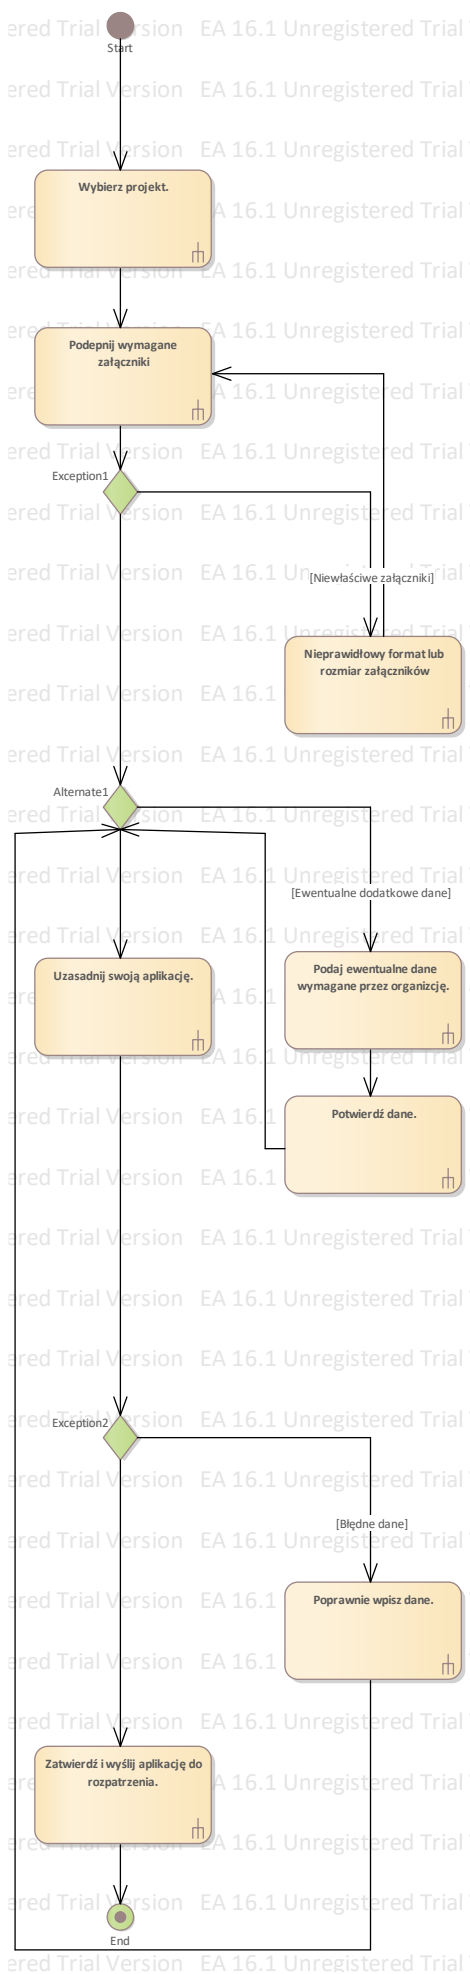 Start
Wybierz projekt.
Podepnij wymagane
załączniki
Exception1
[Niewłaściwe załączniki]
Nieprawidłowy format lub
rozmiar załączników
Alternate1
[Ewentualne dodatkowe dane]
Uzasadnij swoją aplikację.
Podaj ewentualne dane
wymagane przez organizcję.
Potwierdź dane.
Exception2
[Błędne dane]
Poprawnie wpisz dane.
Zatwierdź i wyślij aplikację do
rozpatrzenia.
End
ered Trial Version EA 16.1 Unregistered Trial